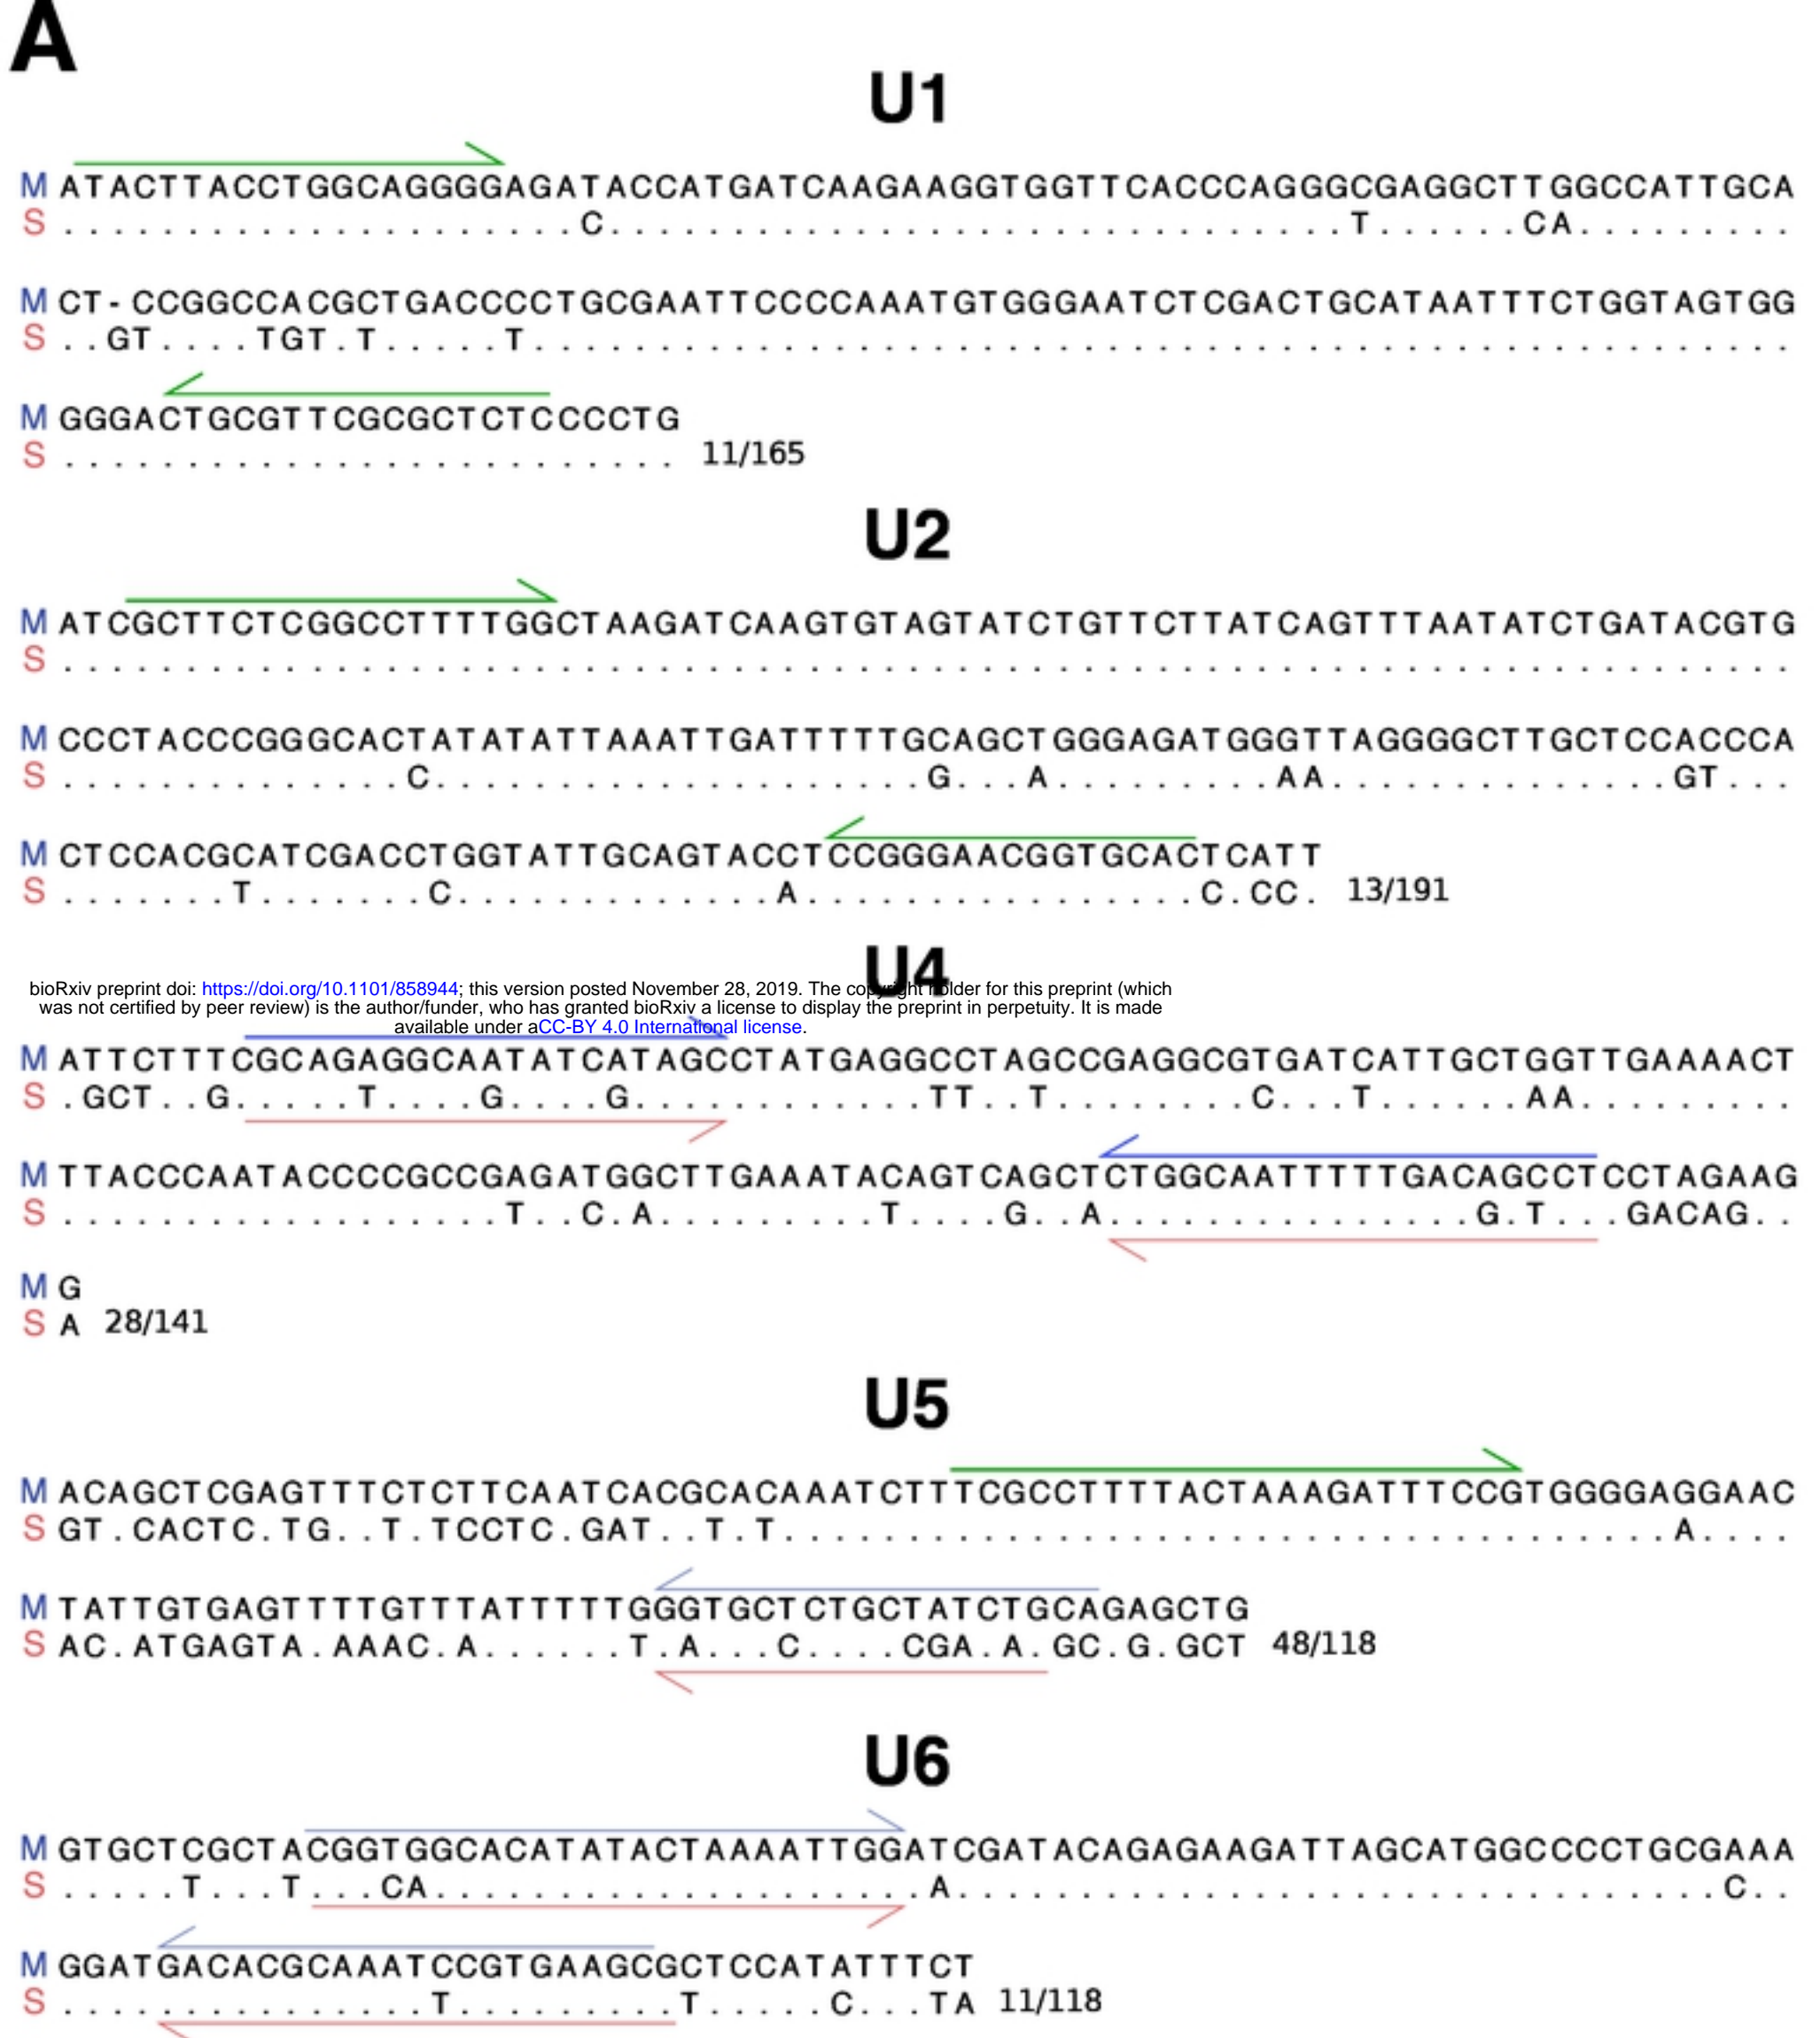 A
U1
M ATACTTACCTGGCAGGGGAGATACCATGATCAAGAAGGTGGTTCACCCAGGGCGAGGCTTGGCCATTGCA
S .....................C..............................T......CA.........
M CT-CCGGCCACGCTGACCCCTGCGAATTCCCCAAATGTGGGAATCTCGACTGCATAATTTCTGGTAGTGG
S ..GT....TGT.T.....T...................................................
M GGGACTGCGTTCGCGCTCTCCCCTG
S ......................... 11/165
U2
M ATCGCTTCTCGGCCTTTTGGCTAAGATCAAGTGTAGTATCTGTTCTTATCAGTTTAATATCTGATACGTG
S ......................................................................
M CCCTACCCGGGCACTATATATTAAATTGATTTTTGCAGCTGGGAGATGGGTTAGGGGCTTGCTCCACCCA
S ..............C....................G...A.........AA..............GT...
M CTCCACGCATCGACCTGGTATTGCAGTACCTCCGGGAACGGTGCACTCATT
S .......T.......C.............A................C.CC. 13/191
U4
bioRxiv preprint doi: https://doi.org/10.1101/858944; this version posted November 28, 2019. The copyright holder for this preprint (which
was not certified by peer review) is the author/funder, who has granted bioRxiv a license to display the preprint in perpetuity. It is made
available under aCC-BY 4.0 International license.
M ATTCTTTCGCAGAGGCAATATCATAGCCTATGAGGCCTAGCCGAGGCGTGATCATTGCTGGTTGAAAACT
S .GCT..G.....T....G....G............TT..T........C...T......AA.........
M TTACCCAATACCCCGCCGAGATGGCTTGAAATACAGTCAGCTCTGGCAATTTTTGACAGCCTCCTAGAAG
S ..................T..C.A.........T....G..A...............G.T...GACAG..
M G
S A 28/141
U5
M ACAGCTCGAGTTTCTCTTCAATCACGCACAAATCTTTCGCCTTTTACTAAAGATTTCCGTGGGGAGGAAC
S GT.CACTC.TG..T.TCCTC.GAT..T.T....................................A....
M TATTGTGAGTTTTGTTTATTTTTGGGTGCTCTGCTATCTGCAGAGCTG
S AC.ATGAGTA.AAAC.A......T.A...C....CGA.A.GC.G.GCT 48/118
U6
M GTGCTCGCTACGGTGGCACATATACTAAAATTGGATCGATACAGAGAAGATTAGCATGGCCCCTGCGAAA
S .....T...T...CA....................A...............................C..
M GGATGACACGCAAATCCGTGAAGCGCTCCATATTTCT
S ...............T.........T.....C...TA 11/118